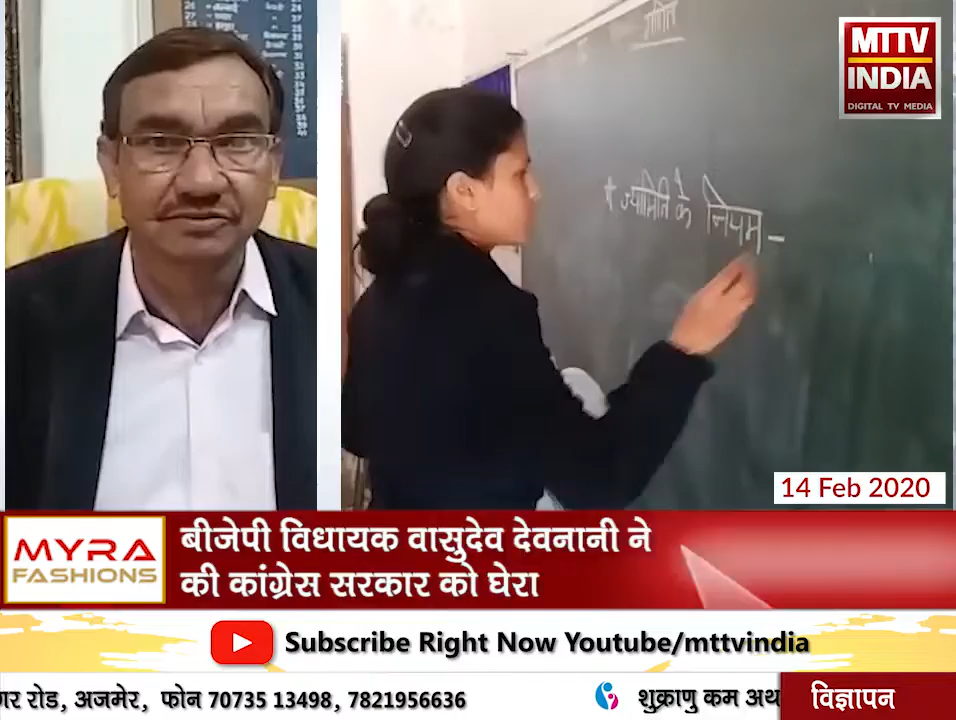 गणित
MTTV
INDIA
DIGITAL TV MEDIA
* ज्यामिति के नियम -
14 Feb 2020
MYRA
FASHIONS
बीजेपी विधायक वासुदेव देवनानी ने
की कांग्रेस सरकार को घेरा
Subscribe Right Now Youtube/mttvindia
गर रोड, अजमेर, फोन 70735 13498, 7821956636
शुक्राणु कम अथ
विज्ञापन